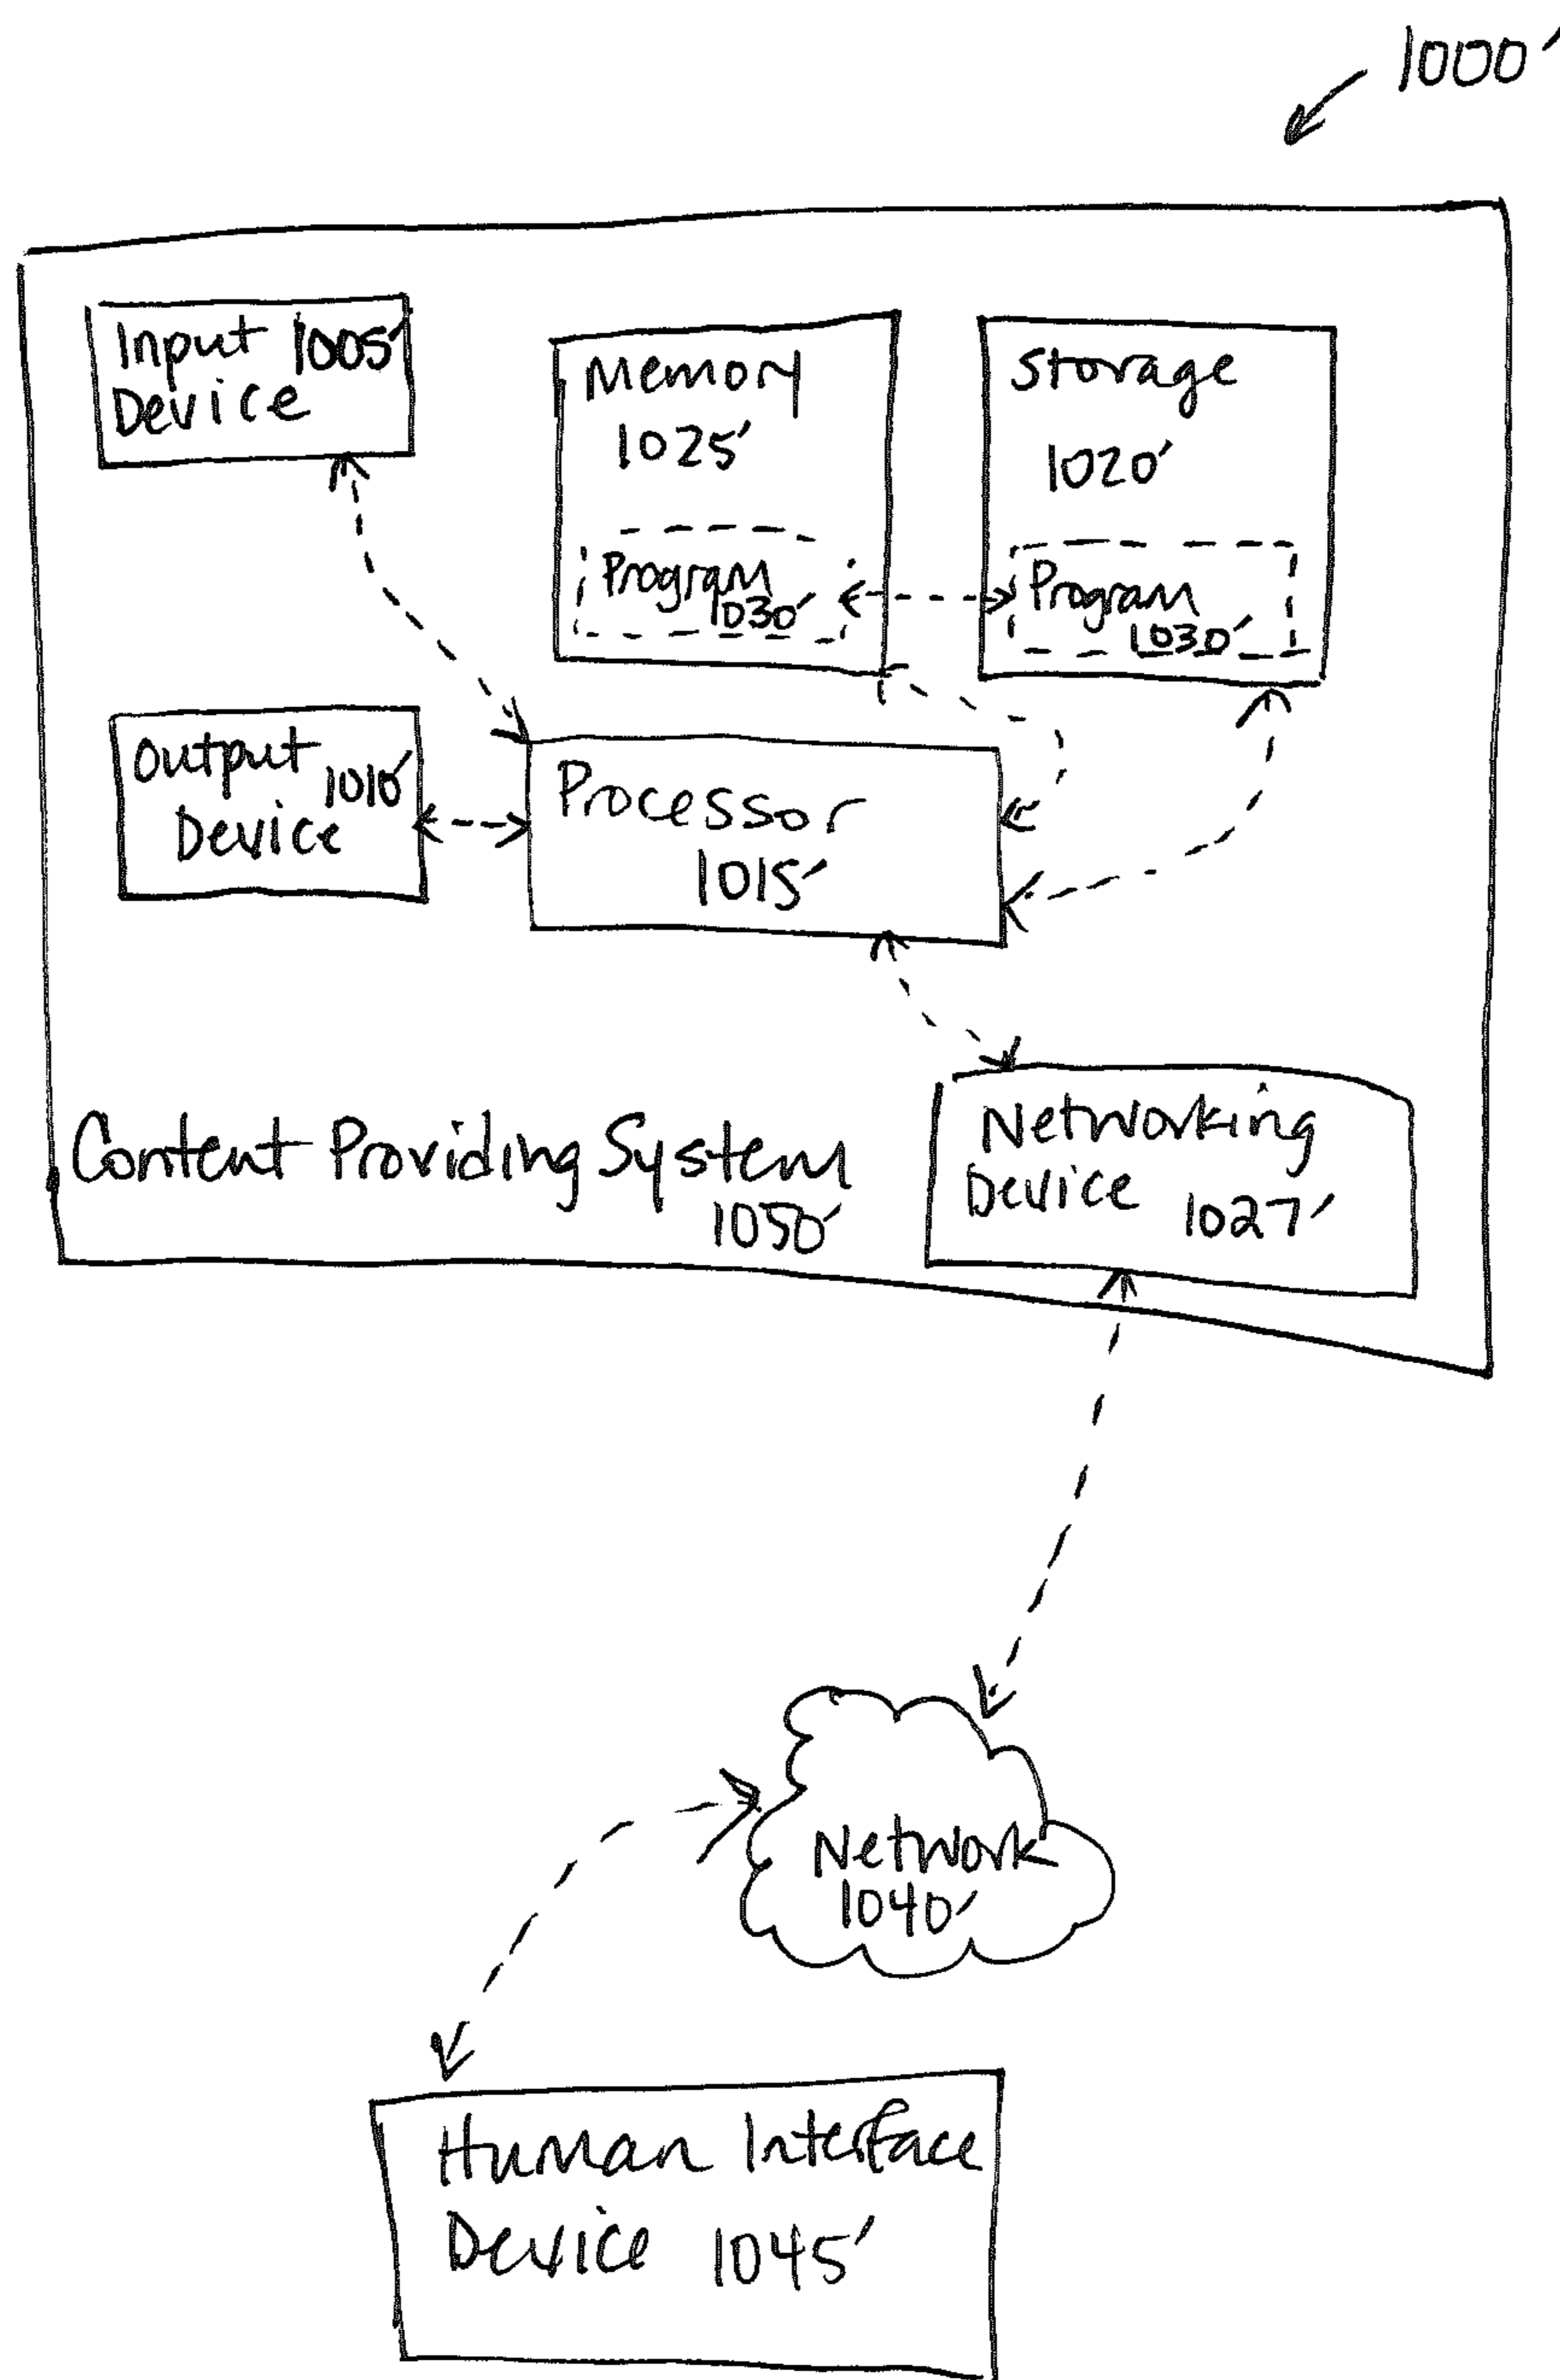 1000′
Input 1005′
Device
Memory
1025′
Program
1030′
Storage
1020′
Program
1030′
Output 1010′
Device
Processor
1015′
Content Providing System
1050′
Networking
Device 1027′
Network
1040′
Human Interface
Device 1045′